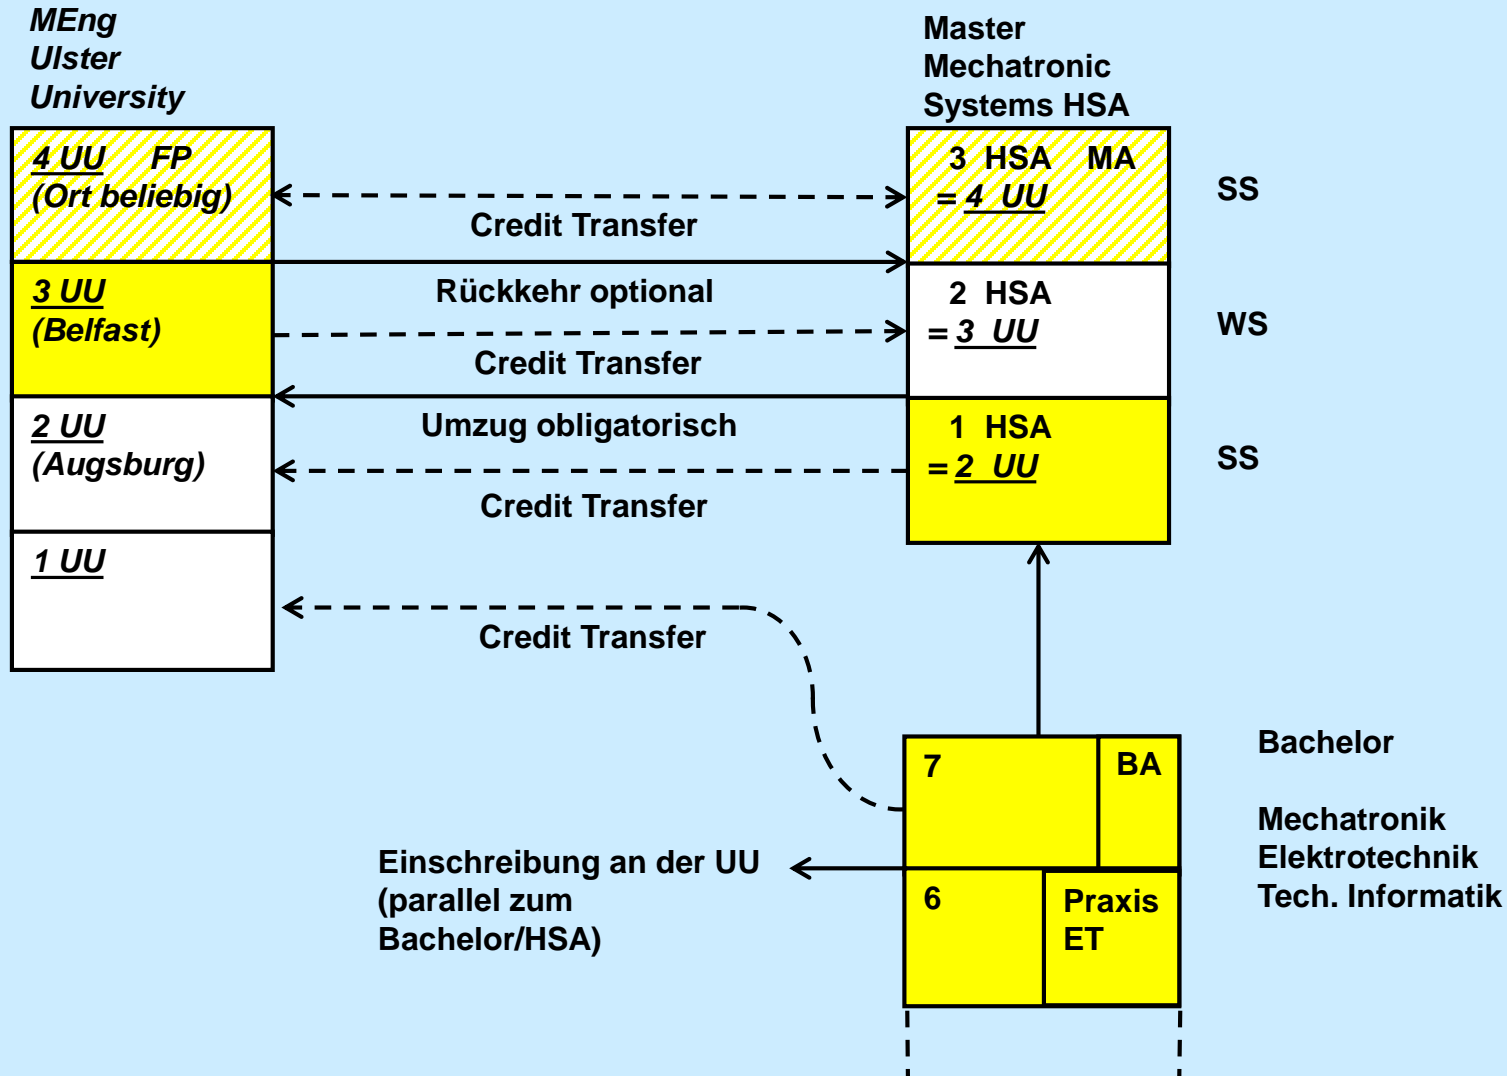 MEng
Ulster
University
4 UU FP
(Ort beliebig)
3 UU
(Belfast)
2 UU
(Augsburg)
1 UU
Credit Transfer
Rückkehr optional
Credit Transfer
Umzug obligatorisch
Credit Transfer
Credit Transfer
Master
Mechatronic
Systems HSA
3 HSA MA
= 4 UU
2 HSA
= 3 UU
1 HSA
= 2 UU
SS
WS
SS
7
BA
6
Praxis
ET
Einschreibung an der UU
(parallel zum
Bachelor/HSA)
Bachelor
Mechatronik
Elektrotechnik
Tech. Informatik